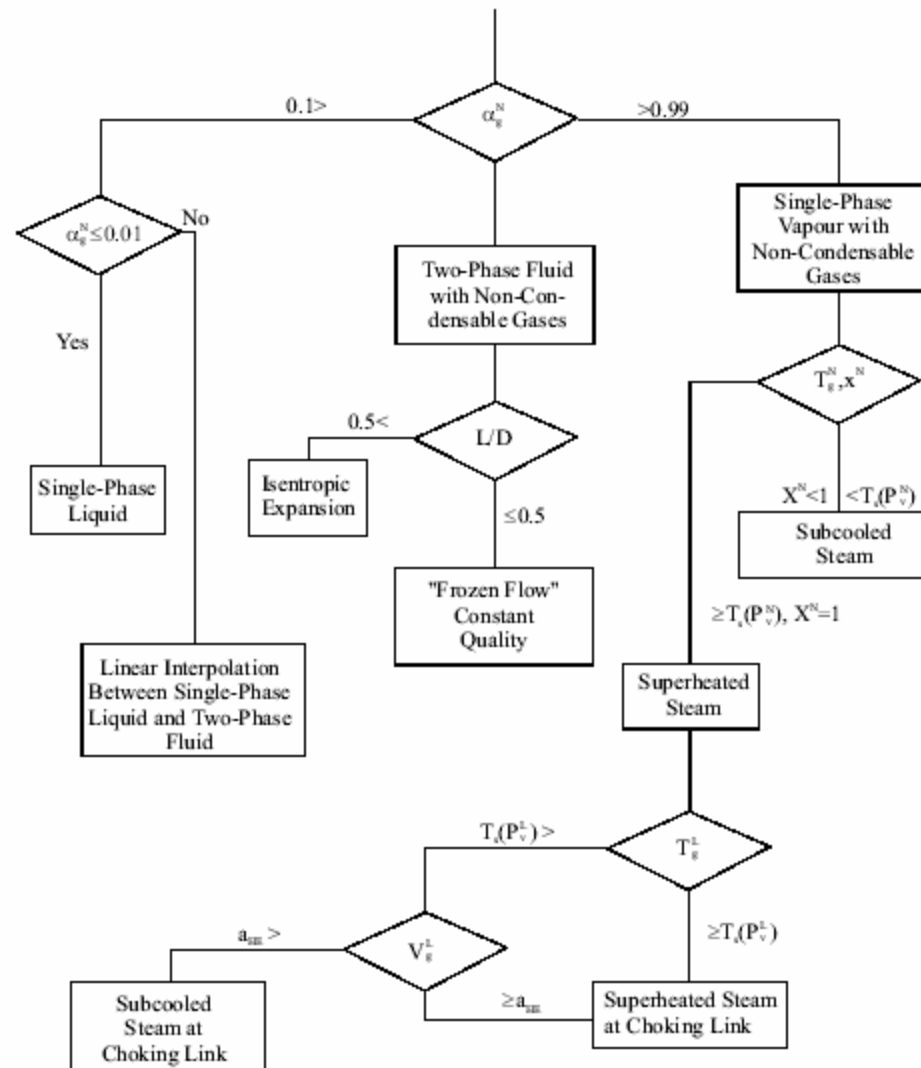 0.1>
α_g^N
>0.99
α_g^N≤0.01
No
Yes
Single-Phase
Liquid
Linear Interpolation
Between Single-Phase
Liquid and Two-Phase
Fluid
Two-Phase Fluid
with Non-Con-
densable Gases
0.5<
L/D
Isentropic
Expansion
≤0.5
"Frozen Flow"
Constant
Quality
Single-Phase
Vapour with
Non-Condensable
Gases
T_g^N,x^N
X^N<1
<T_s(P_v^N)
Subcooled
Steam
≥T_s(P_v^N), X^N=1
Superheated
Steam
T_s(P_v^L) >
T_g^L
≥T_s(P_v^L)
a_sm >
V_g^L
≥a_sm
Subcooled
Steam at
Choking Link
Superheated Steam
at Choking Link